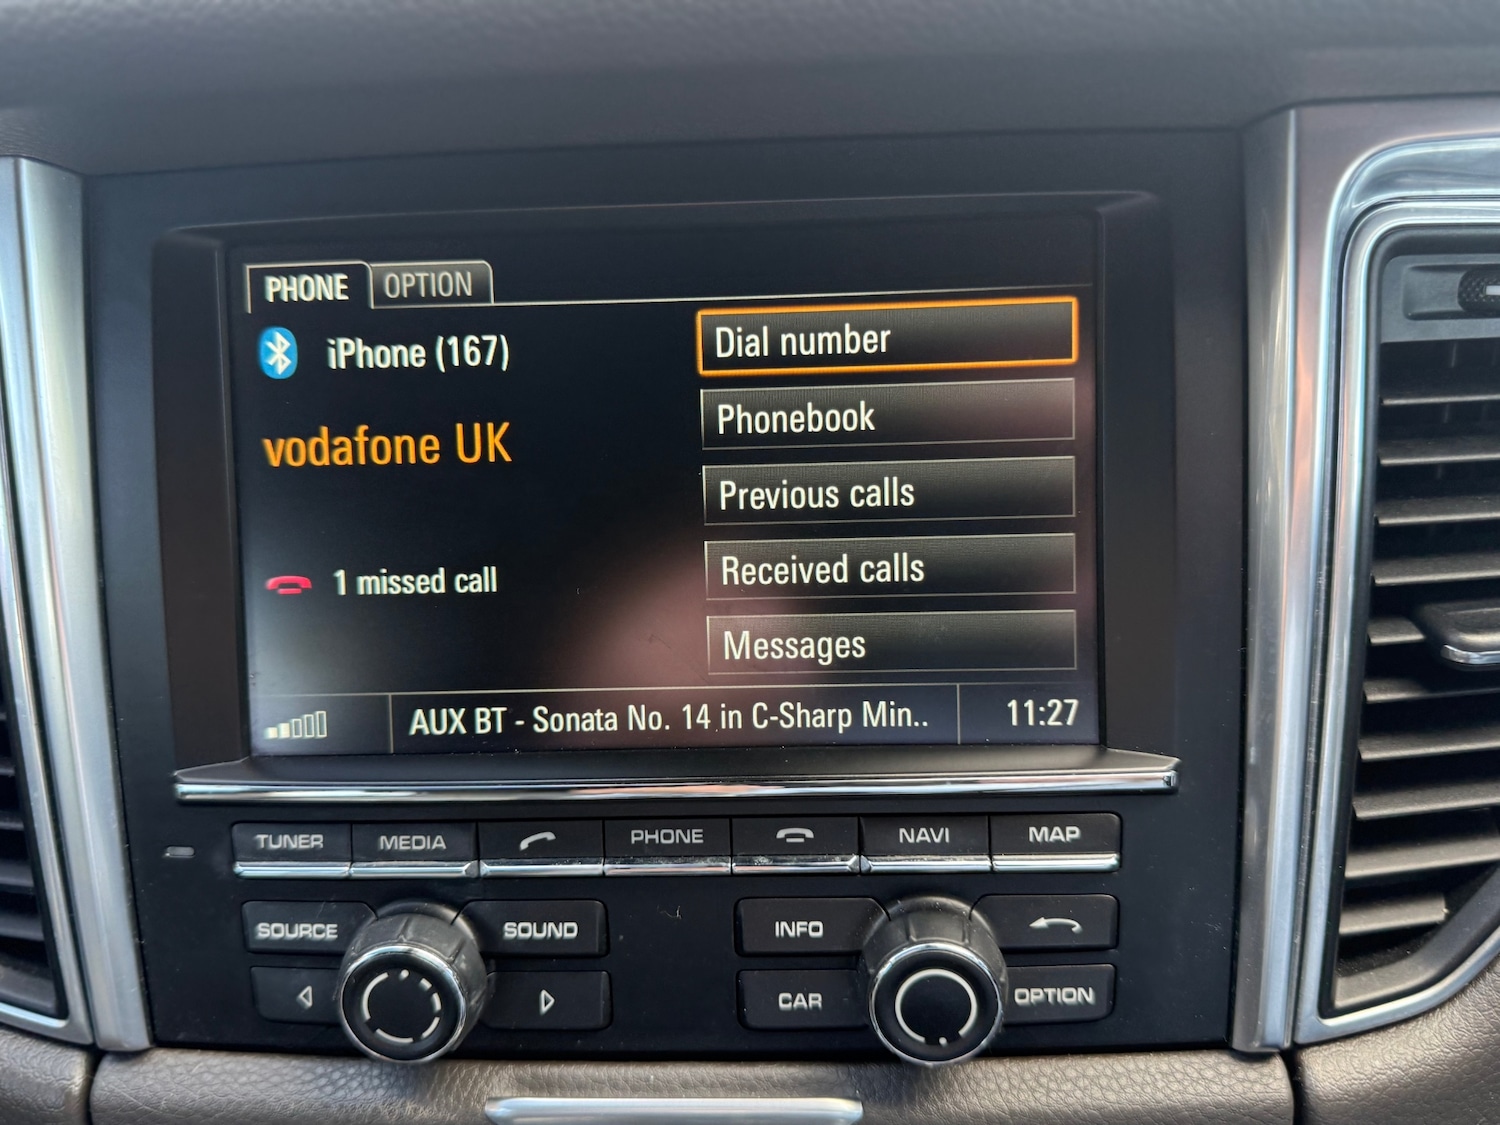 PHONE OPTION
iPhone (167)
vodafone UK
1 missed call
Dial number
Phonebook
Previous calls
Received calls
Messages
AUX BT - Sonata No. 14 in C-Sharp Min.. 11:27
TUNER MEDIA PHONE NAVI MAP
SOURCE SOUND INFO
CAR OPTION